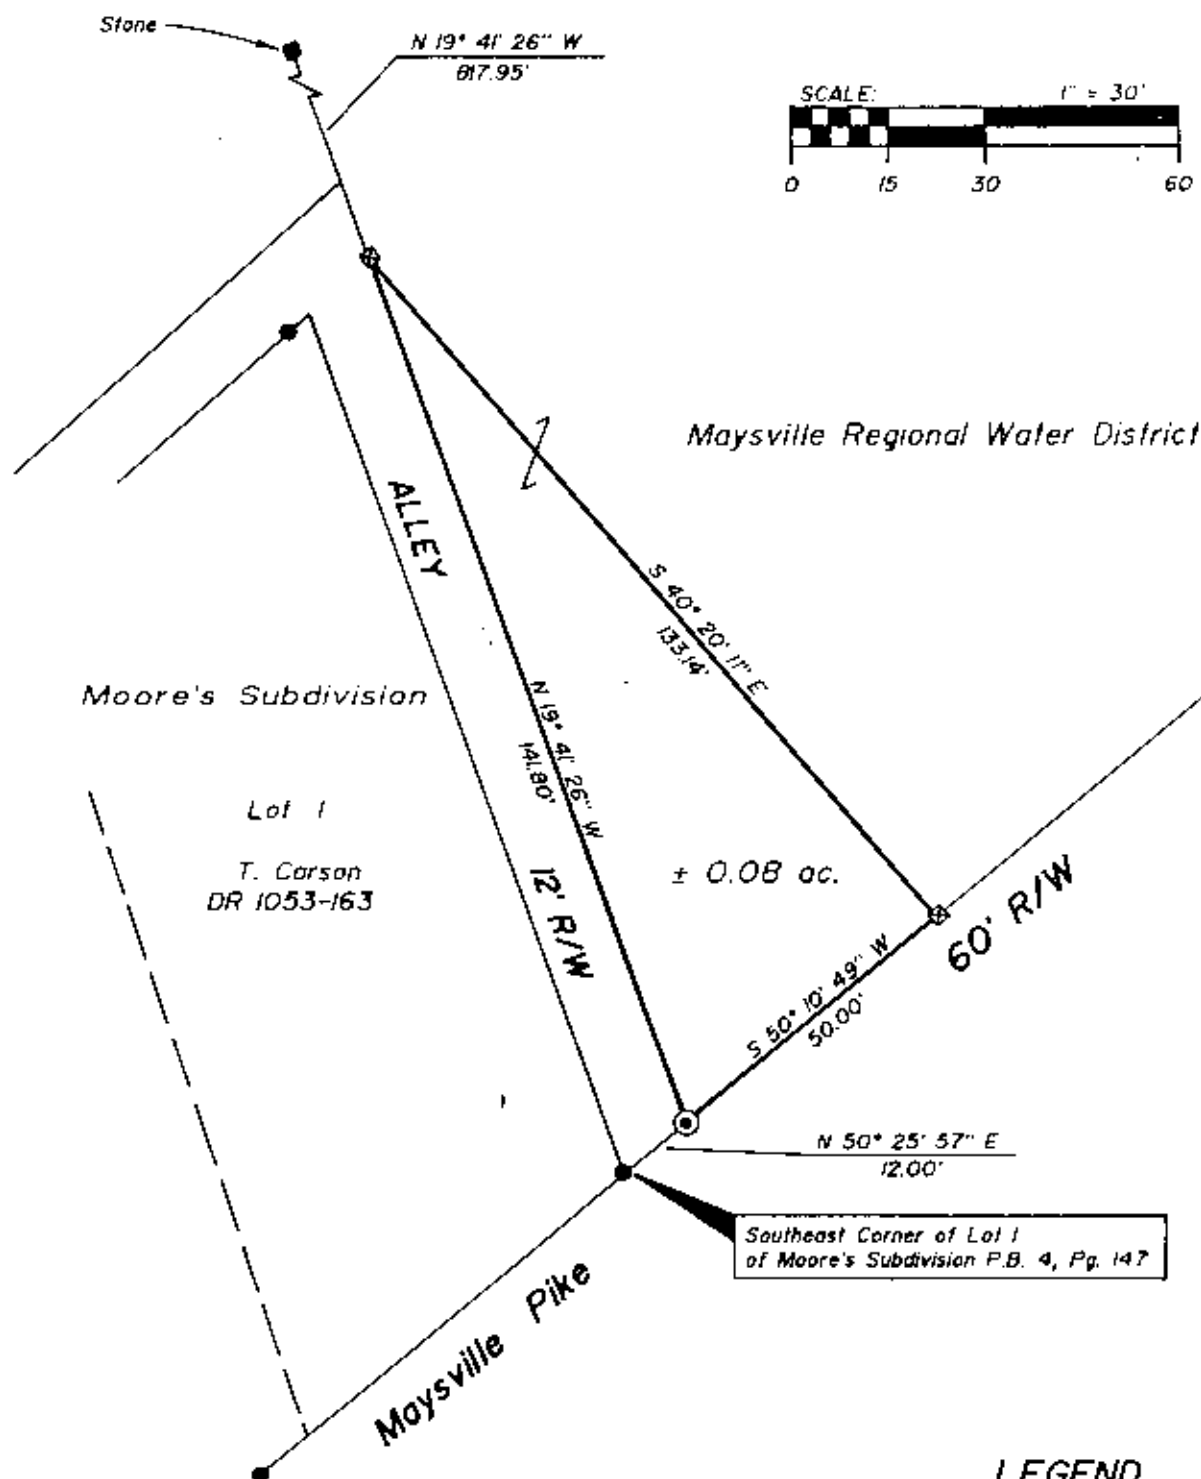 Stone
N 19° 41' 26" W
817.95'
SCALE: 1" = 30'
0 15 30 60
Maysville Regional Water District
ALLEY
S 40° 20' 11" E
133.14'
Moore's Subdivision
N 19° 41' 26" W
141.80'
Lot 1
T. Carson
DR 1053-163
± 0.08 ac.
12' R/W
60' R/W
S 50° 10' 49" W
50.00'
N 50° 25' 57" E
12.00'
Southeast Corner of Lot 1
of Moore's Subdivision P.B. 4, Pg. 147
Maysville Pike
LEGEND